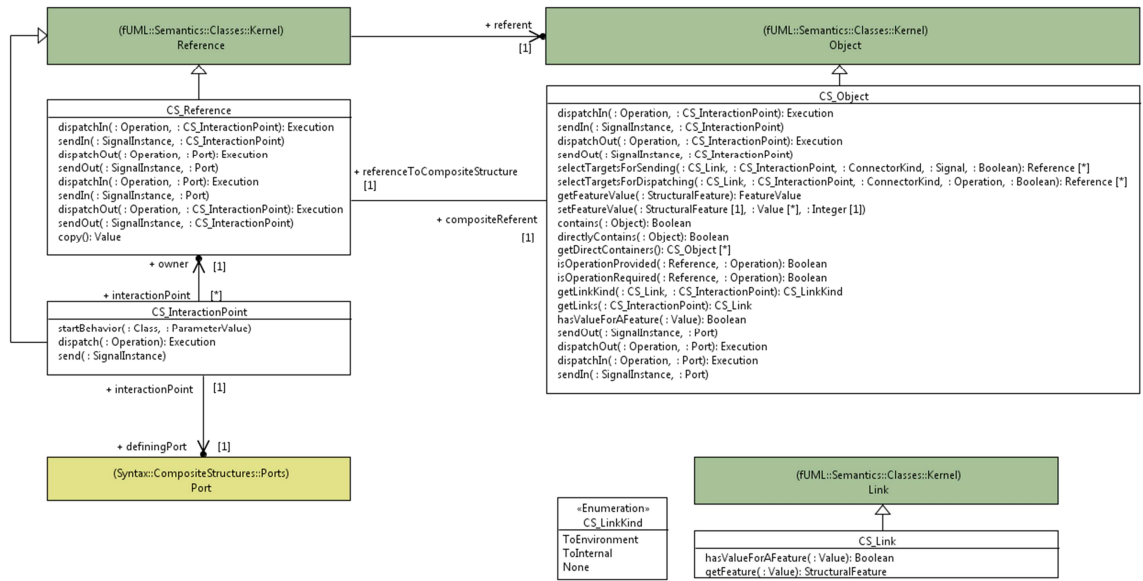 (fUML::Semantics::Classes::Kernel)
Reference
+ referent
[1]
(fUML::Semantics::Classes::Kernel)
Object
CS_Reference
dispatchIn( : Operation,  : CS_InteractionPoint): Execution
sendIn( : SignalInstance,  : CS_InteractionPoint)
dispatchOut( : Operation,  : Port): Execution
sendOut( : SignalInstance,  : Port)
dispatchIn( : Operation,  : Port): Execution
sendIn( : SignalInstance,  : Port)
dispatchOut( : Operation,  : CS_InteractionPoint): Execution
sendOut( : SignalInstance,  : CS_InteractionPoint)
copy(): Value
+ referenceToCompositeStructure
[1]
+ compositeReferent
[1]
CS_Object
dispatchIn( : Operation,  : CS_InteractionPoint): Execution
sendIn( : SignalInstance,  : CS_InteractionPoint)
dispatchOut( : Operation,  : CS_InteractionPoint): Execution
sendOut( : SignalInstance,  : CS_InteractionPoint)
selectTargetsForSending( : CS_Link,  : CS_InteractionPoint,  : ConnectorKind,  : Signal,  : Boolean): Reference [*]
selectTargetsForDispatching( : CS_Link,  : CS_InteractionPoint,  : ConnectorKind,  : Operation,  : Boolean): Reference [*]
getFeatureValue( : StructuralFeature): FeatureValue
setFeatureValue( : StructuralFeature [1],  : Value [*],  : Integer [1])
contains( : Object): Boolean
directlyContains( : Object): Boolean
getDirectContainers(): CS_Object [*]
isOperationProvided( : Reference,  : Operation): Boolean
isOperationRequired( : Reference,  : Operation): Boolean
getLinkKind( : CS_Link,  : CS_InteractionPoint): CS_LinkKind
getLinks( : CS_InteractionPoint): CS_Link
hasValueForAFeature( : Value): Boolean
sendOut( : SignalInstance,  : Port)
dispatchOut( : Operation,  : Port): Execution
dispatchIn( : Operation,  : Port): Execution
sendIn( : SignalInstance,  : Port)
+ owner
[1]
+ interactionPoint
[*]
CS_InteractionPoint
startBehavior( : Class,  : ParameterValue)
dispatch( : Operation): Execution
send( : SignalInstance)
+ interactionPoint
[1]
+ definingPort
[1]
(Syntax::CompositeStructures::Ports)
Port
«Enumeration»
CS_LinkKind
ToEnvironment
ToInternal
None
(fUML::Semantics::Classes::Kernel)
Link
CS_Link
hasValueForAFeature( : Value): Boolean
getFeature( : Value): StructuralFeature